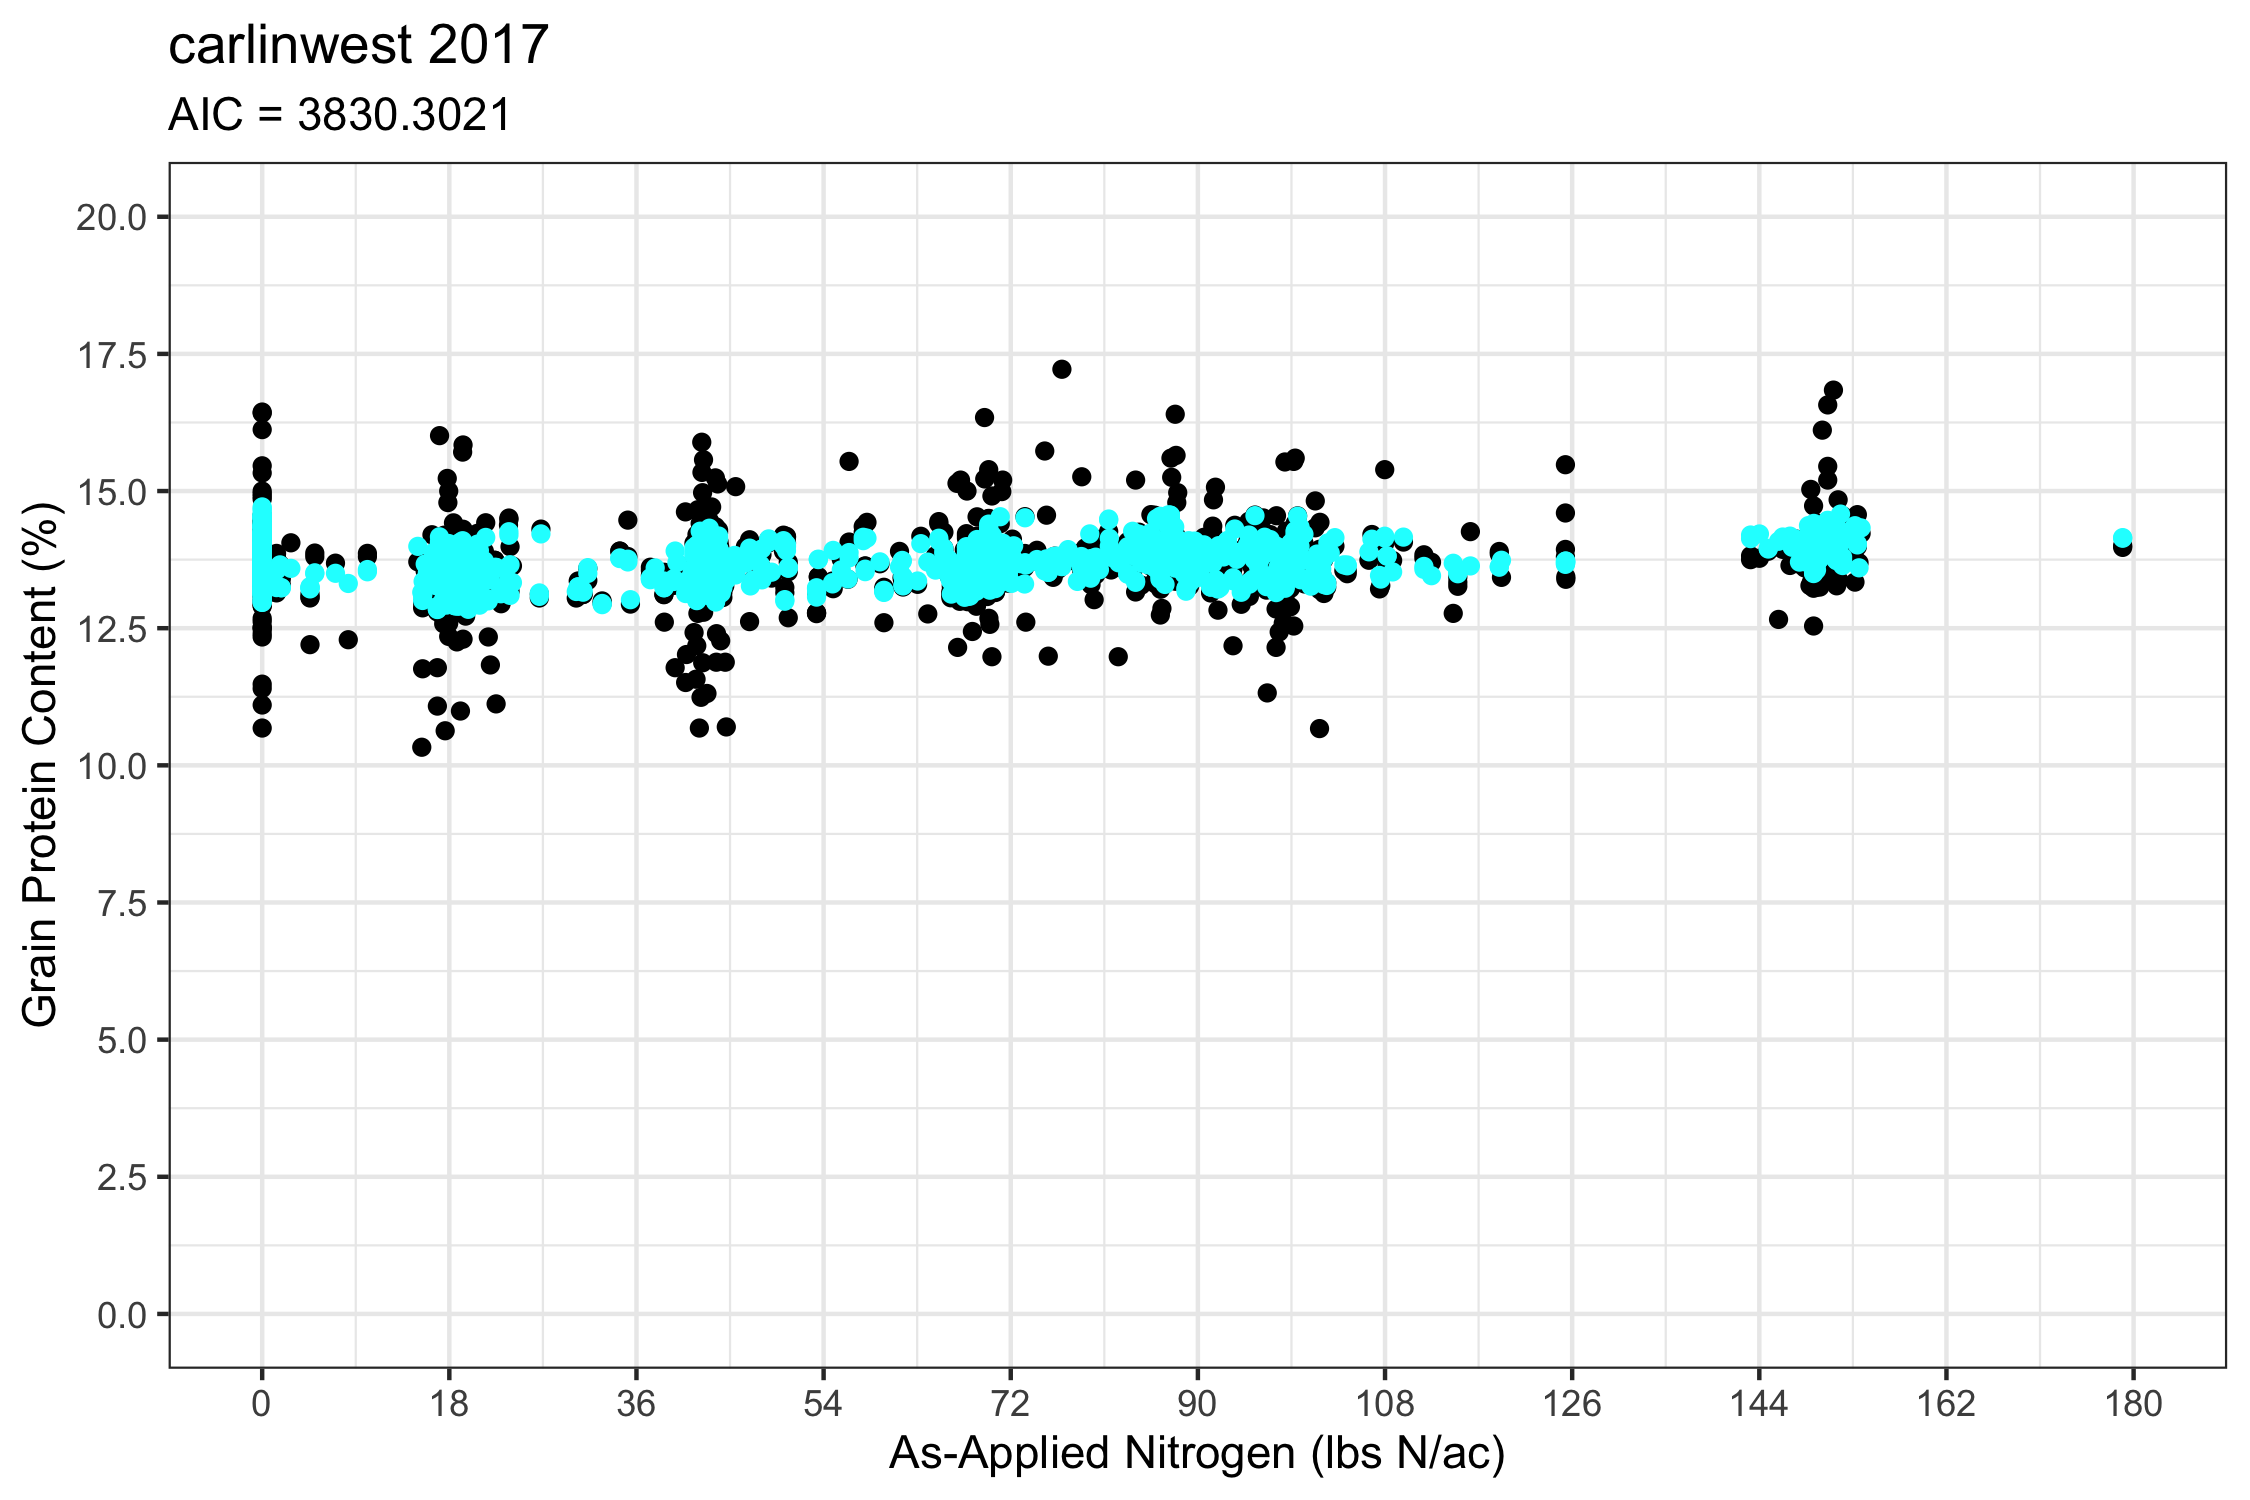 carlinwest 2017
AIC = 3830.3021
20.0
17.5
15.0
12.5
10.0
7.5
5.0
2.5
0.0
Grain Protein Content (%)
0 18 36 54 72 90 108 126 144 162 180
As-Applied Nitrogen (lbs N/ac)